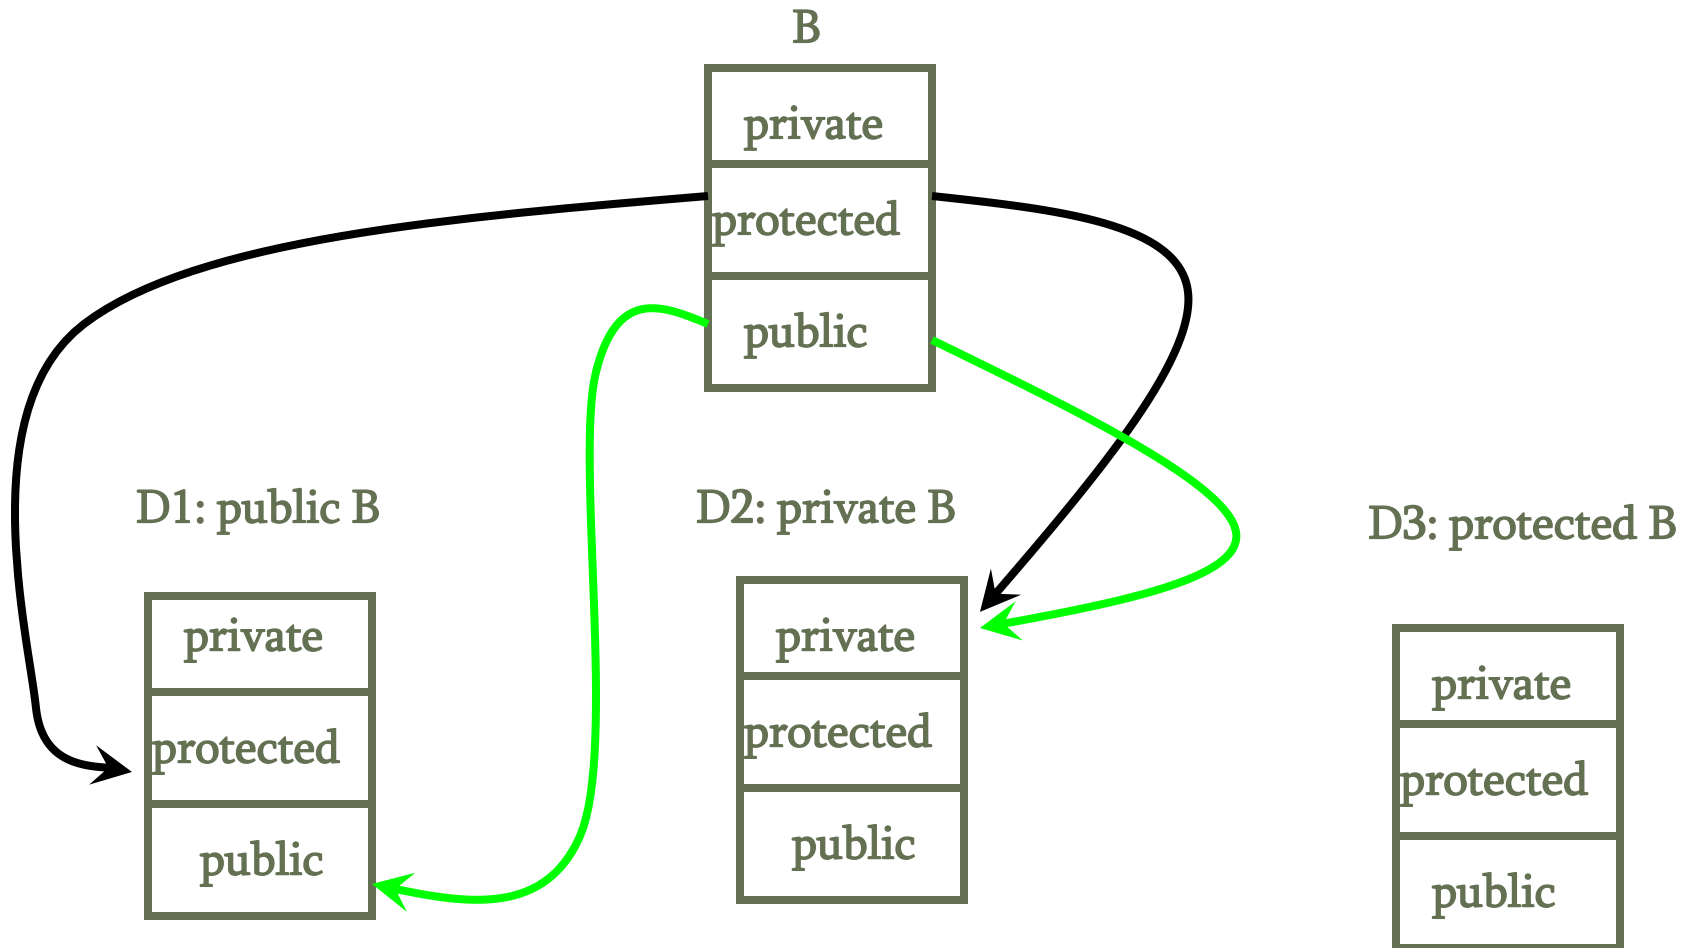 B
private
protected
public
D1: public B
private
protected
public
D2: private B
private
protected
public
D3: protected B
private
protected
public